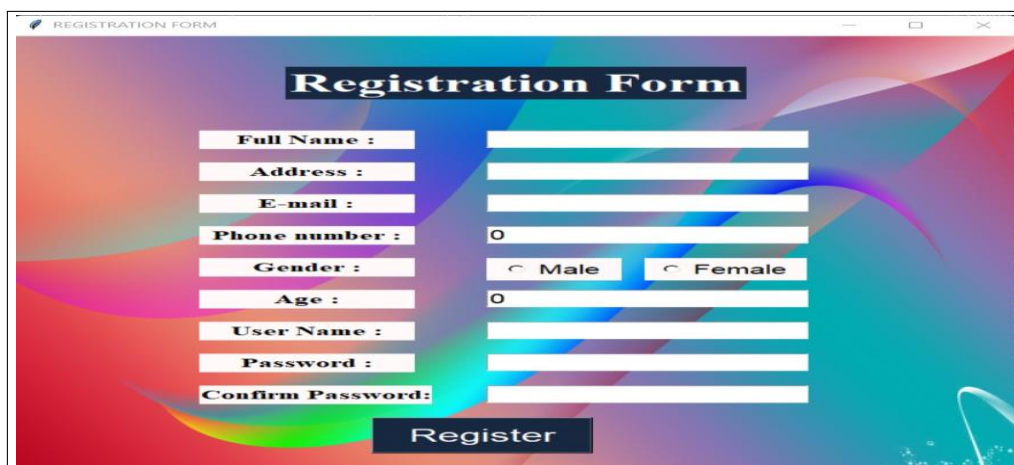 REGISTRATION FORM
Registration Form
Full Name :
Address :
E-mail :
Phone number : 0
Gender : Male Female
Age : 0
User Name :
Password :
Confirm Password:
Register